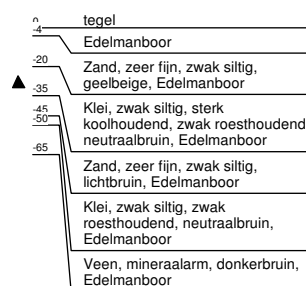 0
tegel
-4
Edelmanboor
-20
Zand, zeer fijn, zwak siltig,
geelbeige, Edelmanboor
-35
Klei, zwak siltig, sterk
koolhoudend, zwak roesthoudend,
neutraalbruin, Edelmanboor
-45
-50
Zand, zeer fijn, zwak siltig,
lichtbruin, Edelmanboor
-65
Klei, zwak siltig, zwak
roesthoudend, neutraalbruin,
Edelmanboor
Veen, mineraalarm, donkerbruin,
Edelmanboor